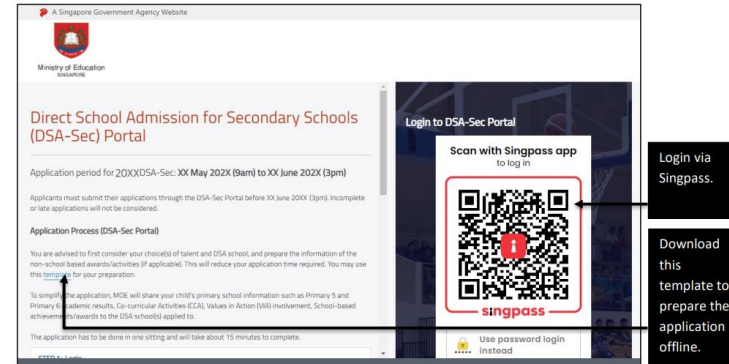 A Singapore Government Agency Website
Ministry of Education
SINGAPORE
Direct School Admission for Secondary Schools
(DSA-Sec) Portal
Application period for 20XXDSA-Sec: XX May 202X (9am) to XX June 202X (3pm)
Applicants must submit their applications through the DSA-Sec Portal before XX June 20XX (3pm). Incomplete
or late applications will not be considered.
Application Process (DSA-Sec Portal)
You are advised to first consider your choice(s) of talent and DSA school, and prepare the information of the
non-school based awards/activities (if applicable). This will reduce your application time required. You may use
this template for your preparation.
To simplify the application, MOE will share your child's primary school information such as Primary 5 and
Primary 6 academic results, Co-curricular Activities (CCA), Values in Action (VIA) involvement, School-based
achievements/awards to the DSA school(s) applied to.
The application has to be done in one sitting and will take about 15 minutes to complete.
STEP 1: Login
Login to DSA-Sec Portal
Scan with Singpass app
to log in
singpass
Use password login
instead
Login via
Singpass.
Download
this
template to
prepare the
application
offline.